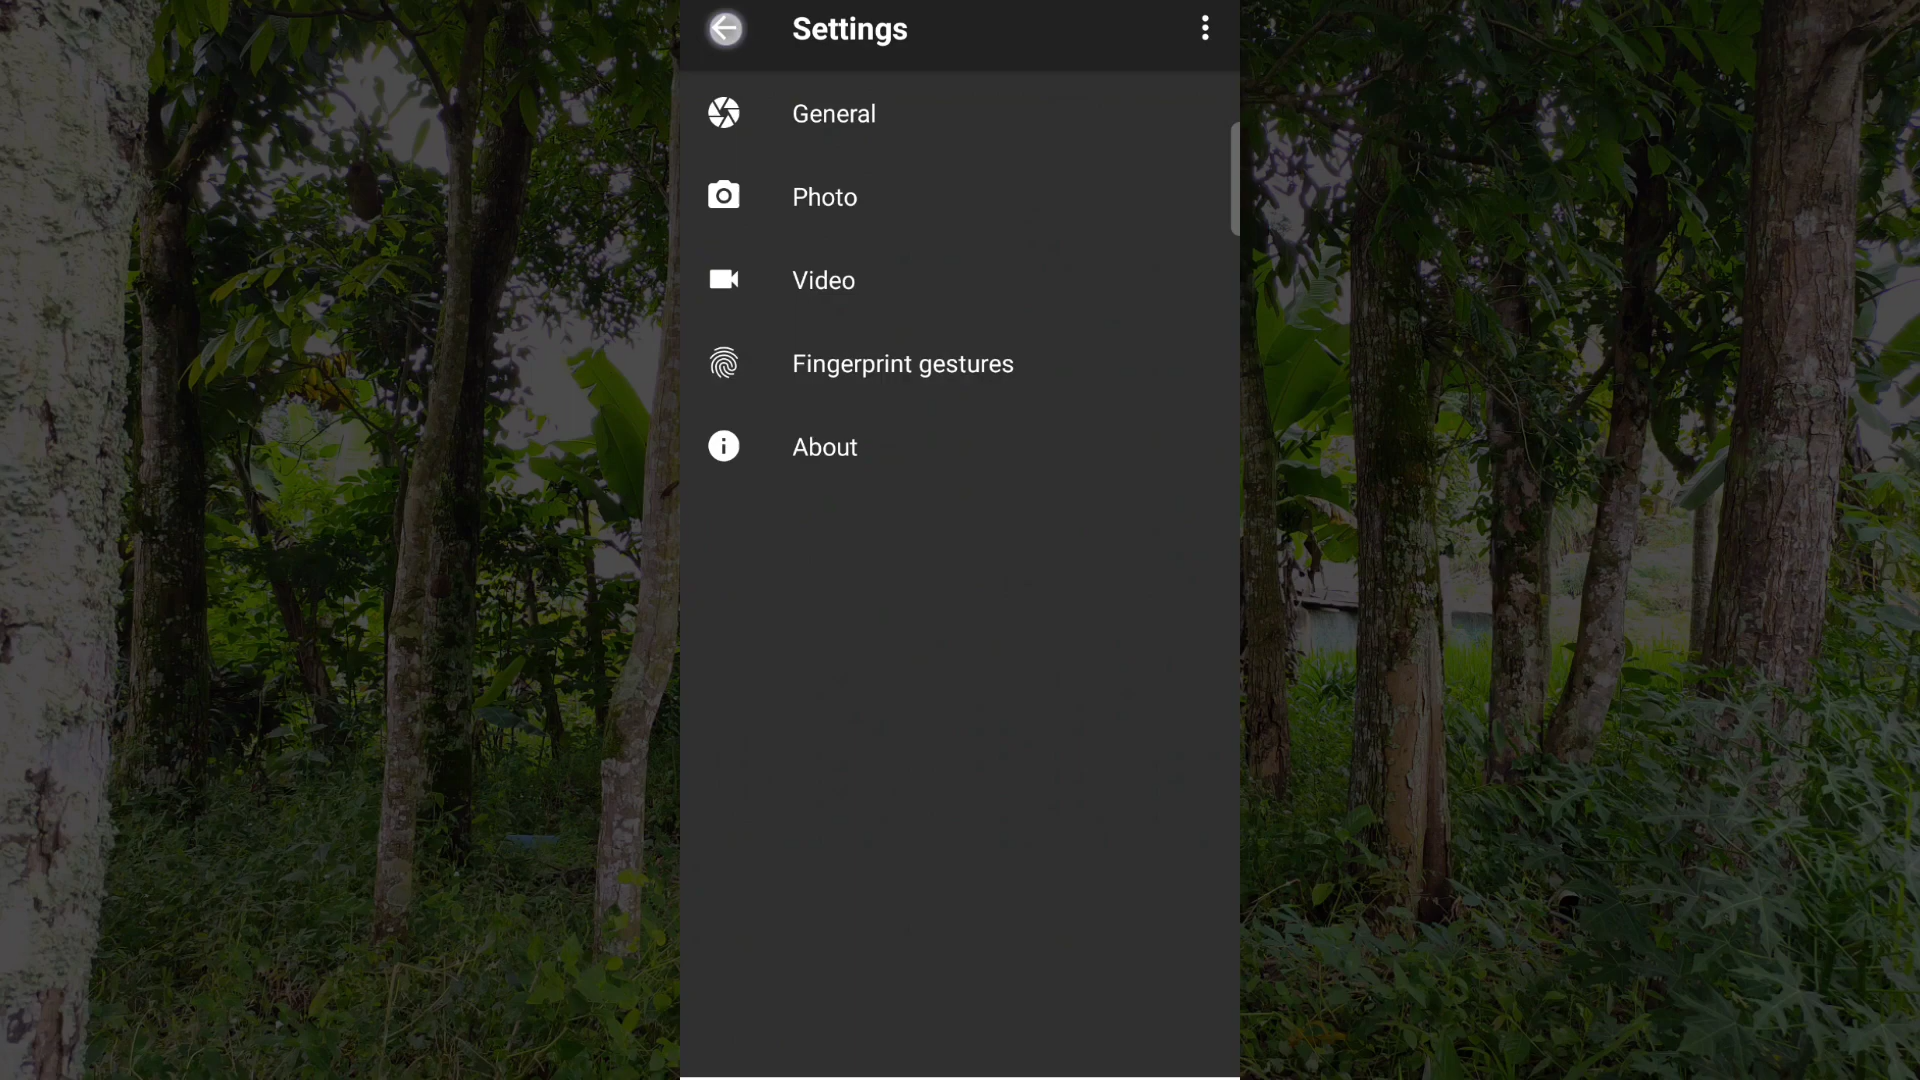 Settings
General
Photo
Video
Fingerprint gestures
About